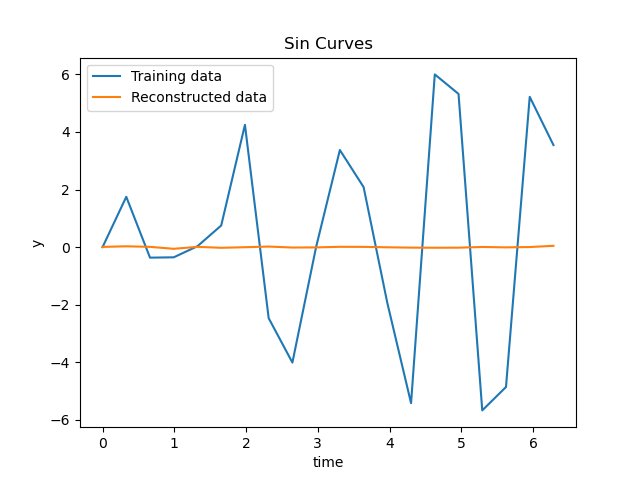 Sin Curves
Training data
Reconstructed data
y
6
4
2
0
−2
−4
−6
0 1 2 3 4 5 6
time